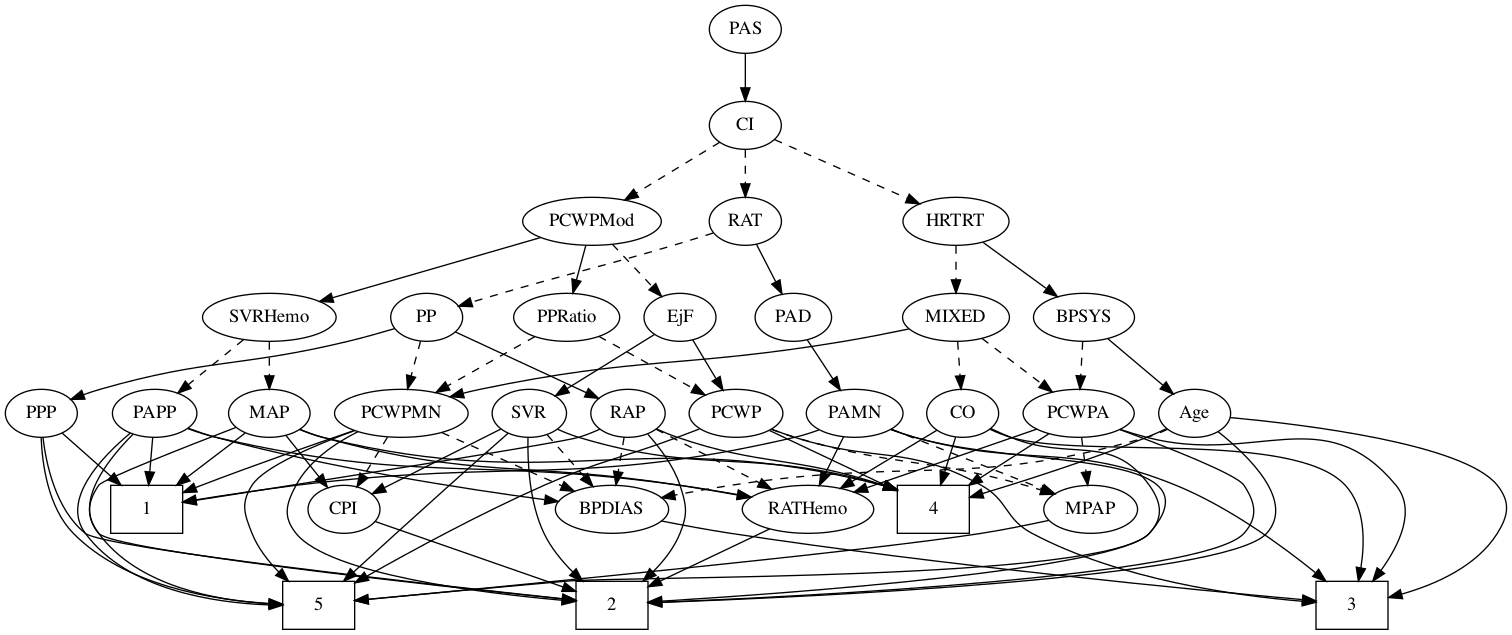 PAS
CI
PCWPMod RAT HRTRT
SVRHemo PP PPRatio EjF PAD MIXED BPSYS
PPP PAPP MAP PCWPMN SVR RAP PCWP PAMN CO PCWPA Age
1 CPI BPDIAS RATHemo 4 MPAP
5 2 3